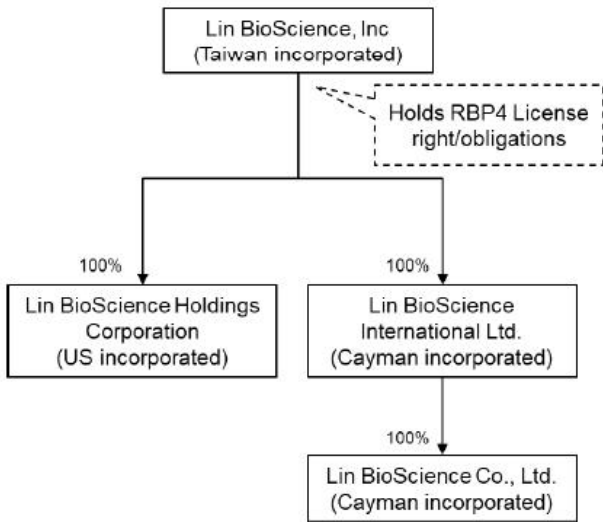 Lin BioScience, Inc
(Taiwan incorporated)
Holds RBP4 License
right/obligations
100%
100%
Lin BioScience Holdings
Corporation
(US incorporated)
Lin BioScience
International Ltd.
(Cayman incorporated)
100%
Lin BioScience Co., Ltd.
(Cayman incorporated)